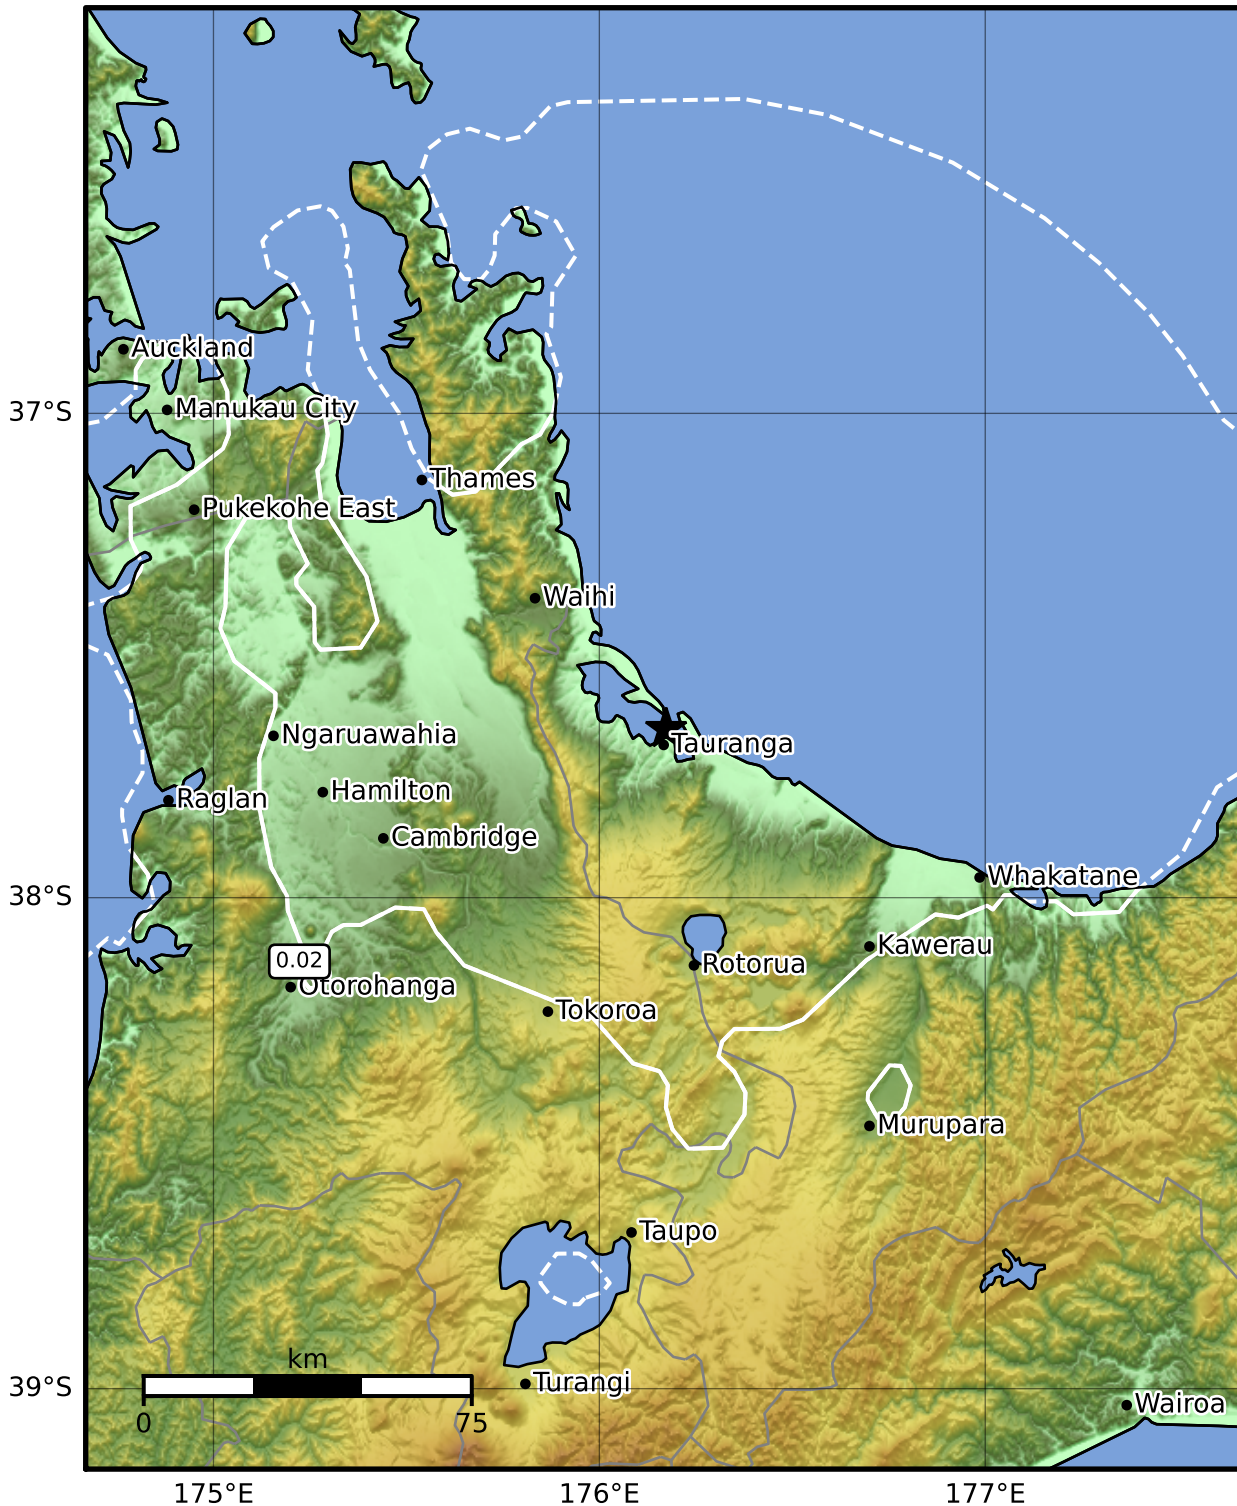 Auckland
Manukau City
37°S
Thames
Pukekohe East
Waihi
Ngaruawahia
Tauranga
Hamilton
Raglan
Cambridge
Whakatane
38°S
Kawerau
0.02
Rotorua
Otorohanga
Tokoroa
Murupara
Taupo
km
Turangi
39°S
Wairoa
0 75
175°E 176°E 177°E